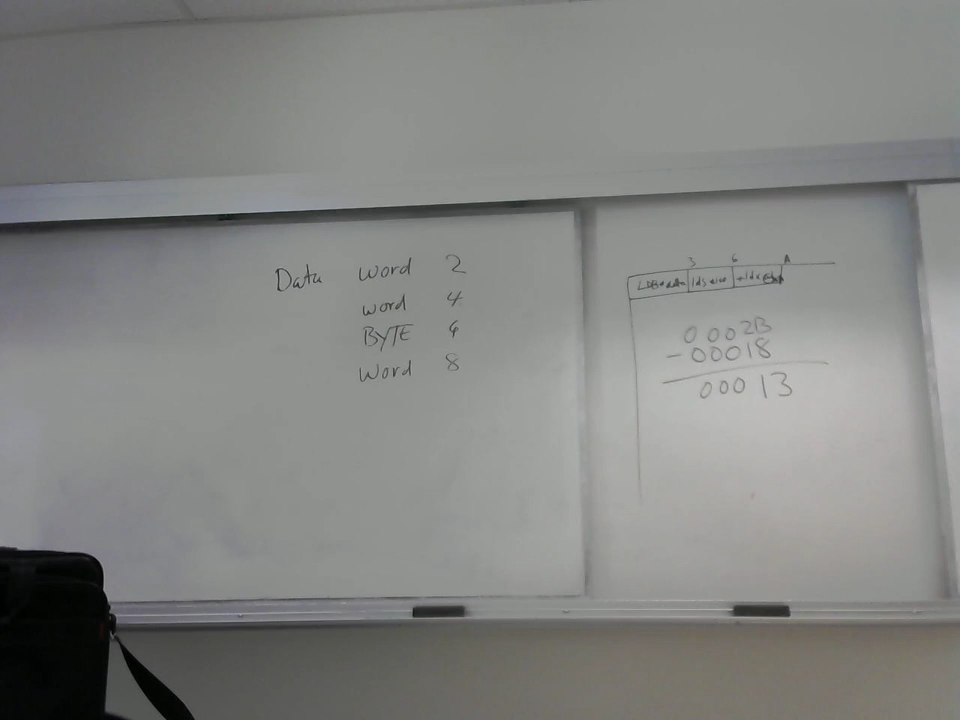 Data word 2
word 4
BYTE 4
word 8
3 6 A
0002B
- 00018
00013